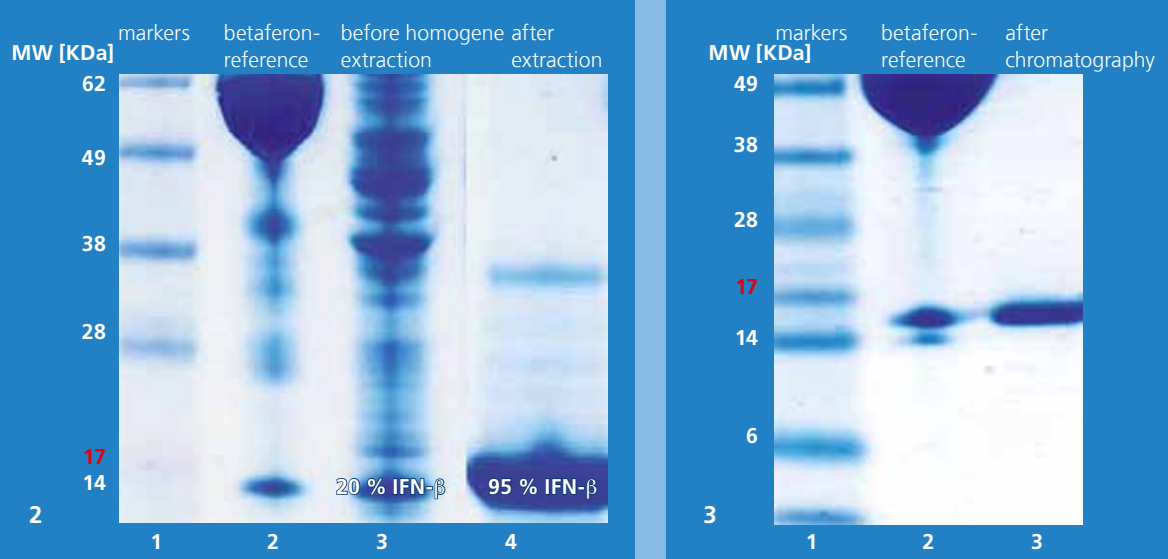 MW [KDa]
markers
betaferon-
reference
before homogene
extraction
after
extraction
62
49
38
28
17
14
20 % IFN-β
95 % IFN-β
2
1
2
3
4
MW [KDa]
markers
betaferon-
reference
after
chromatography
49
38
28
17
14
6
3
1
2
3